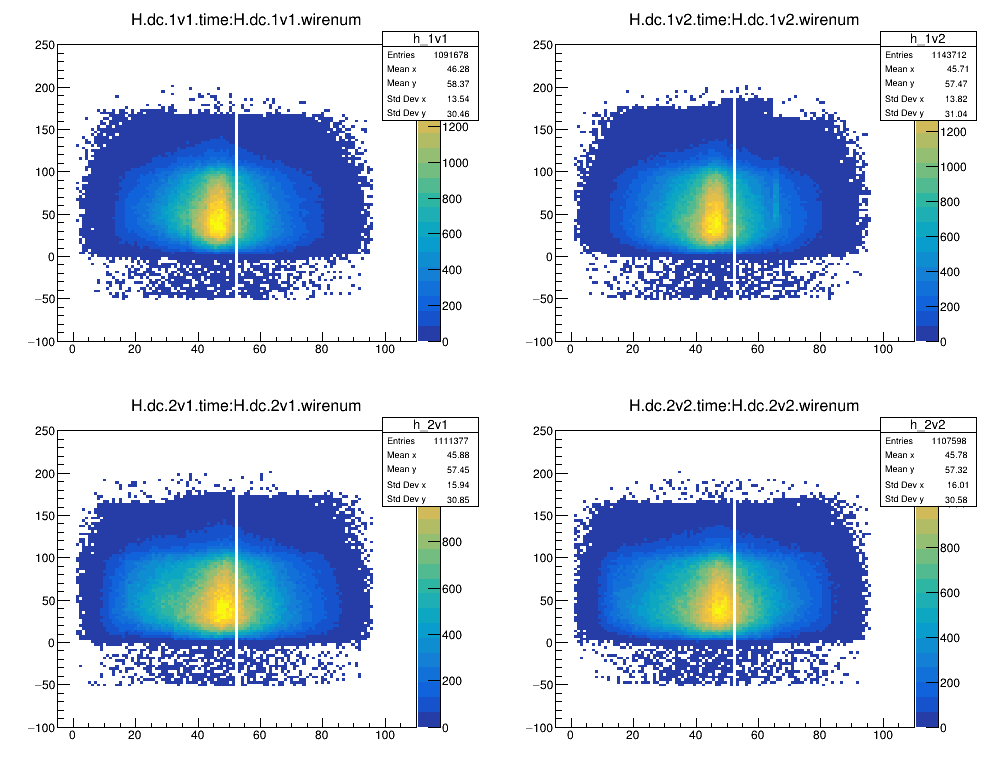 H.dc.1v1.time:H.dc.1v1.wirenum
h_1v1
Entries 1091678
Mean x 46.28
Mean y 58.37
Std Dev x 13.54
Std Dev y 30.46
250
200
150
100
50
0
−50
−100
0 20 40 60 80 100
1200
1000
800
600
400
200
0
H.dc.1v2.time:H.dc.1v2.wirenum
h_1v2
Entries 1143712
Mean x 45.71
Mean y 57.47
Std Dev x 13.82
Std Dev y 31.04
250
200
150
100
50
0
−50
−100
0 20 40 60 80 100
1200
1000
800
600
400
200
0
H.dc.2v1.time:H.dc.2v1.wirenum
h_2v1
Entries 1111377
Mean x 45.88
Mean y 57.45
Std Dev x 15.94
Std Dev y 30.85
250
200
150
100
50
0
−50
−100
0 20 40 60 80 100
800
600
400
200
0
H.dc.2v2.time:H.dc.2v2.wirenum
h_2v2
Entries 1107598
Mean x 45.78
Mean y 57.32
Std Dev x 16.01
Std Dev y 30.58
250
200
150
100
50
0
−50
−100
0 20 40 60 80 100
800
600
400
200
0